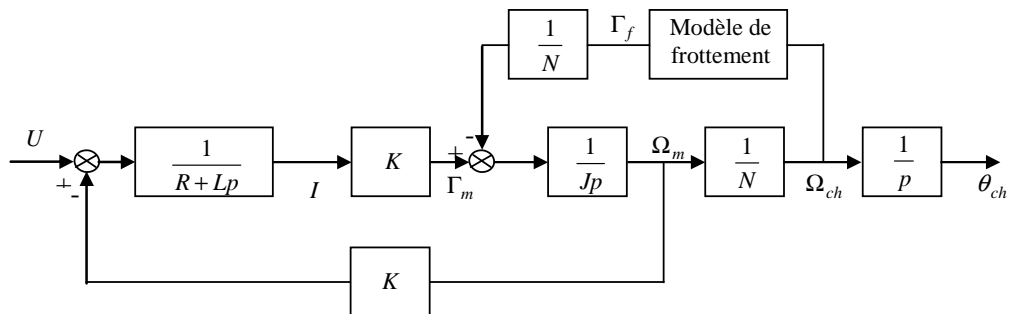 Γ_f
Modèle de
frottement
1
N
U
+
-
1
R + Lp
I
K
+
-
Γ_m
1
Jp
Ω_m
1
N
Ω_ch
1
p
θ_ch
K